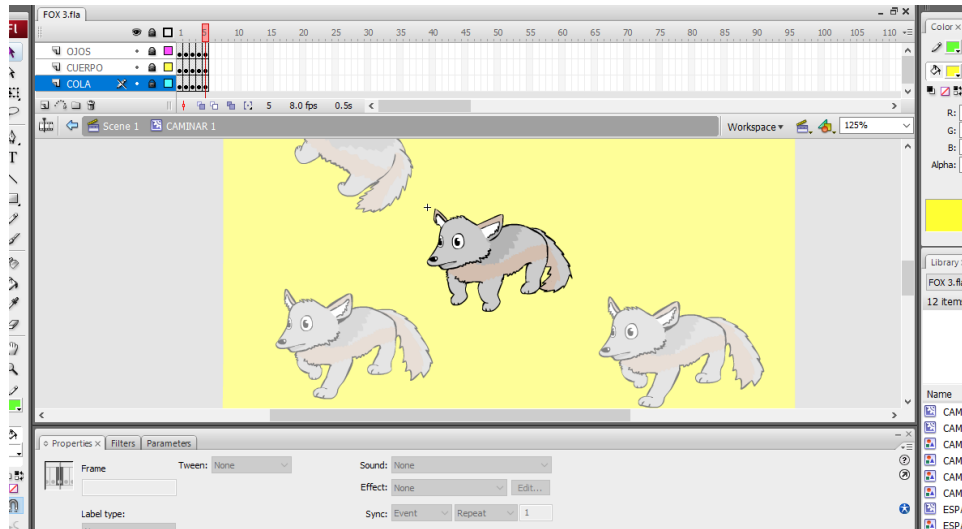 FOX 3.fla
Fl
1 5 10 15 20 25 30 35 40 45 50 55 60 65 70 75 80 85 90 95 100 105 110
OJOS
CUERPO
COLA
5 8.0 fps 0.5s
Scene 1 CAMINAR 1 Workspace 125%
Color ×
R:
G:
B:
Alpha:
T
Library
FOX 3.fla
12 item
Name
CAM
CAM
CAM
CAM
CAM
CAM
ESP
ESP
Properties × Filters Parameters
Frame Tween: None Sound: None
Effect: None Edit...
Label type: Sync: Event Repeat 1